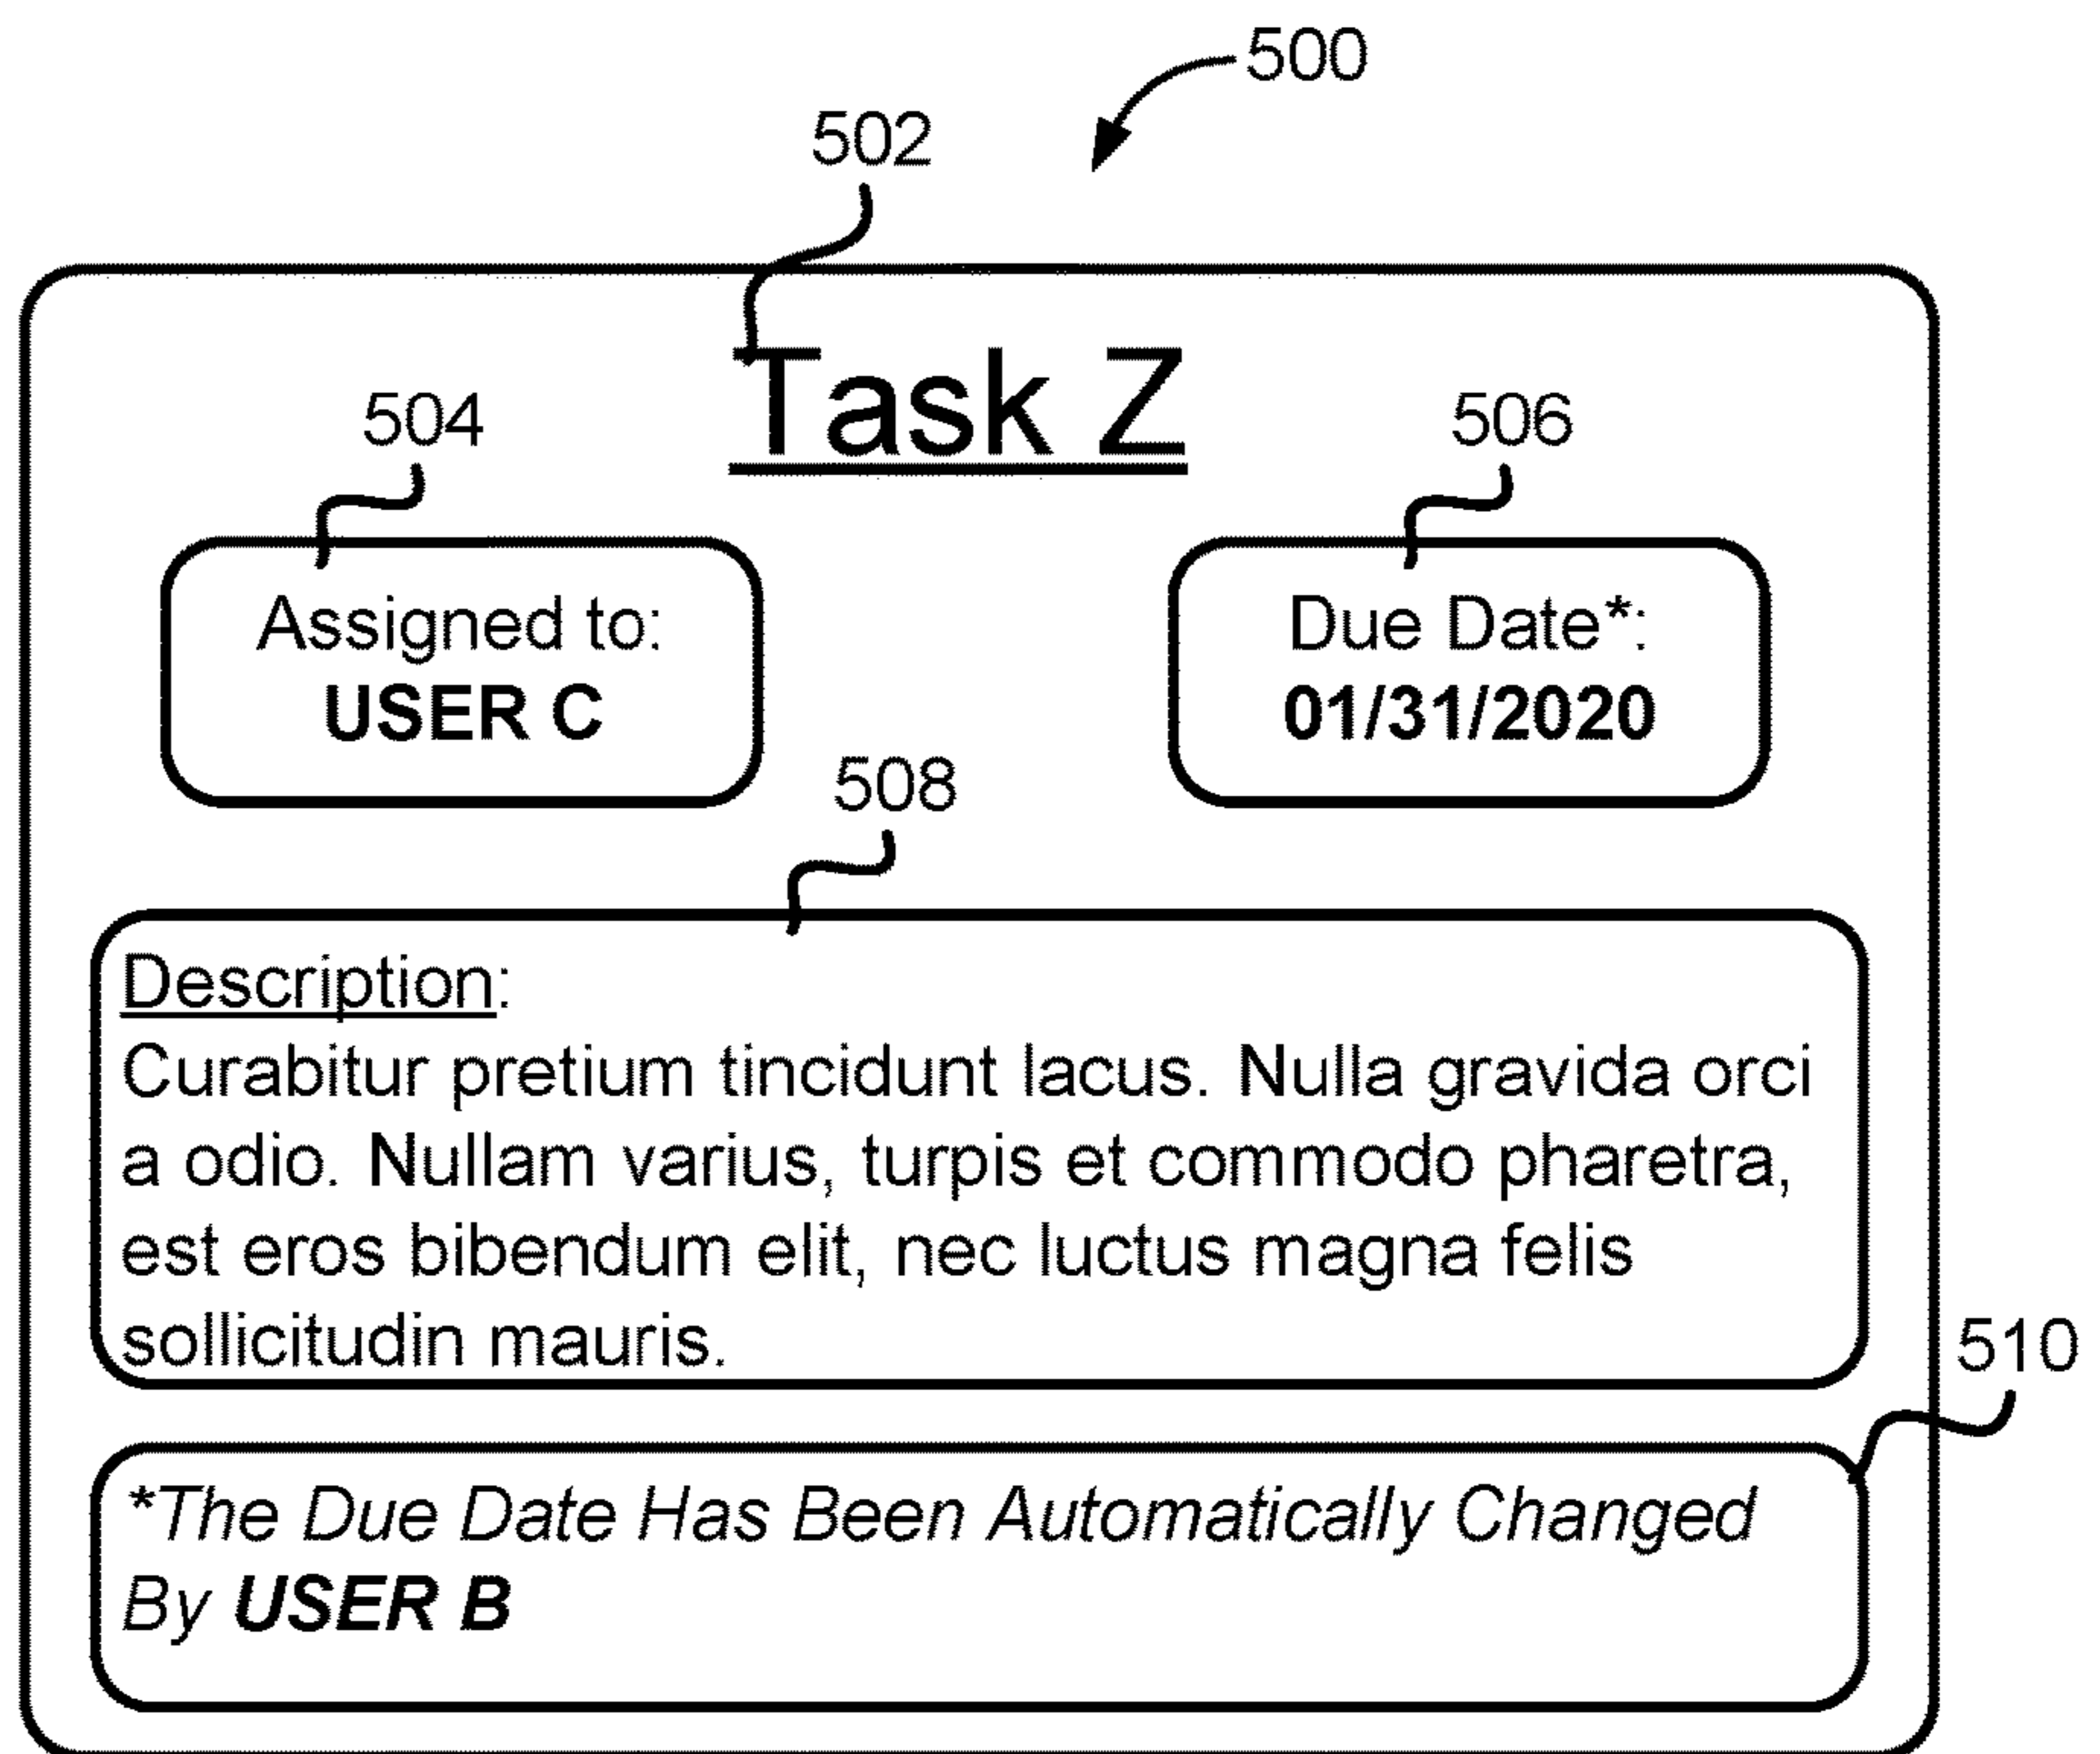 500
502
Task Z
504
506
Assigned to:
USER C
Due Date*:
01/31/2020
508
Description:
Curabitur pretium tincidunt lacus. Nulla gravida orci
a odio. Nullam varius, turpis et commodo pharetra,
est eros bibendum elit, nec luctus magna felis
sollicitudin mauris.
510
*The Due Date Has Been Automatically Changed
By USER B